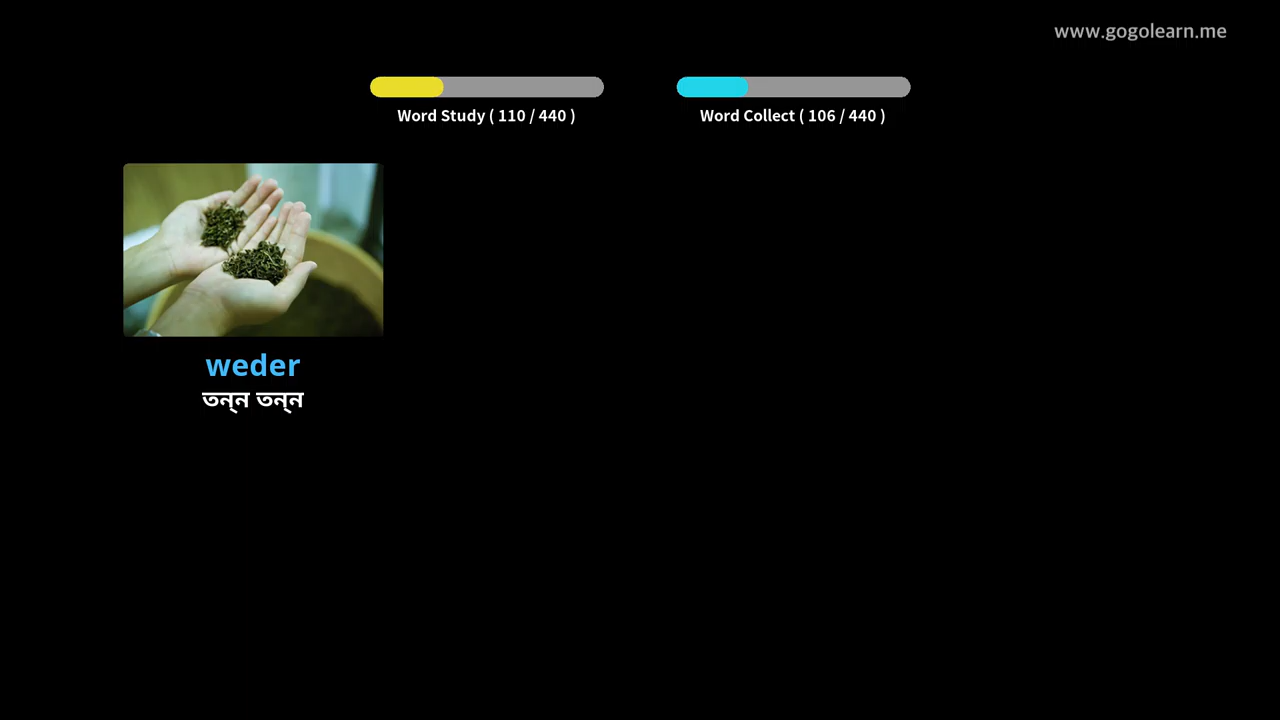 www.gogolearn.me
Word Study ( 110 / 440 )
Word Collect ( 106 / 440 )
weder
তন্ন তন্ন